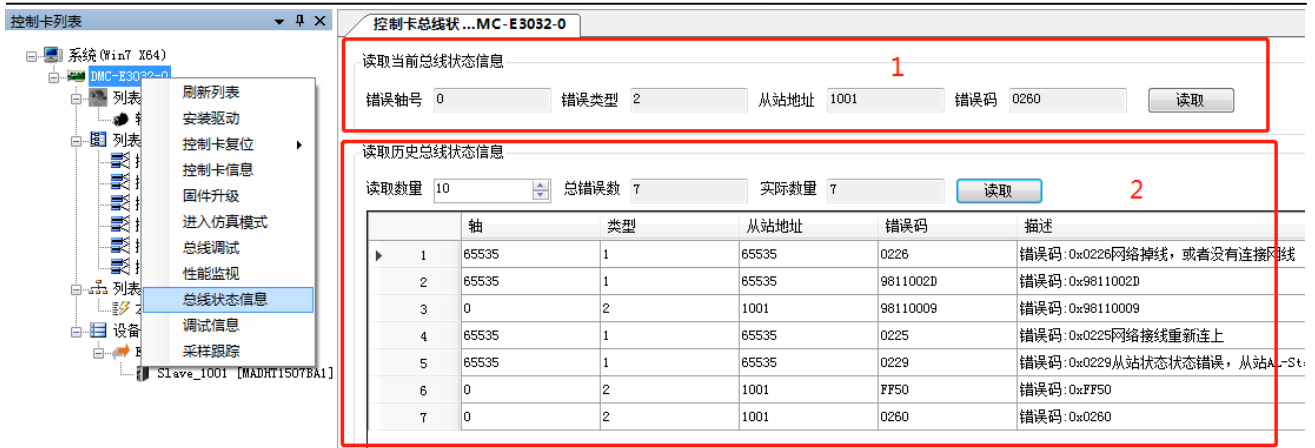 控制卡列表
系统(Win7 X64)
DMC-E3032-0
列表
列表
列表
设备
Slave_1001 [MADHT1507BA1]
刷新列表
安装驱动
控制卡复位
控制卡信息
固件升级
进入仿真模式
总线调试
性能监视
总线状态信息
调试信息
采样跟踪
控制卡总线状...MC-E3032-0
读取当前总线状态信息
1
错误轴号 0 错误类型 2 从站地址 1001 错误码 0260 读取
读取历史总线状态信息
读取数量 10 总错误数 7 实际数量 7 读取
2
轴 类型 从站地址 错误码 描述
1 65535 1 65535 0226 错误码:0x0226网络掉线，或者没有连接网线
2 65535 1 65535 9811002D 错误码:0x9811002D
3 0 2 1001 98110009 错误码:0x98110009
4 65535 1 65535 0225 错误码:0x0225网络接线重新连上
5 65535 1 65535 0229 错误码:0x0229从站状态状态错误，从站AL-St
6 0 2 1001 FF50 错误码:0xFF50
7 0 2 1001 0260 错误码:0x0260